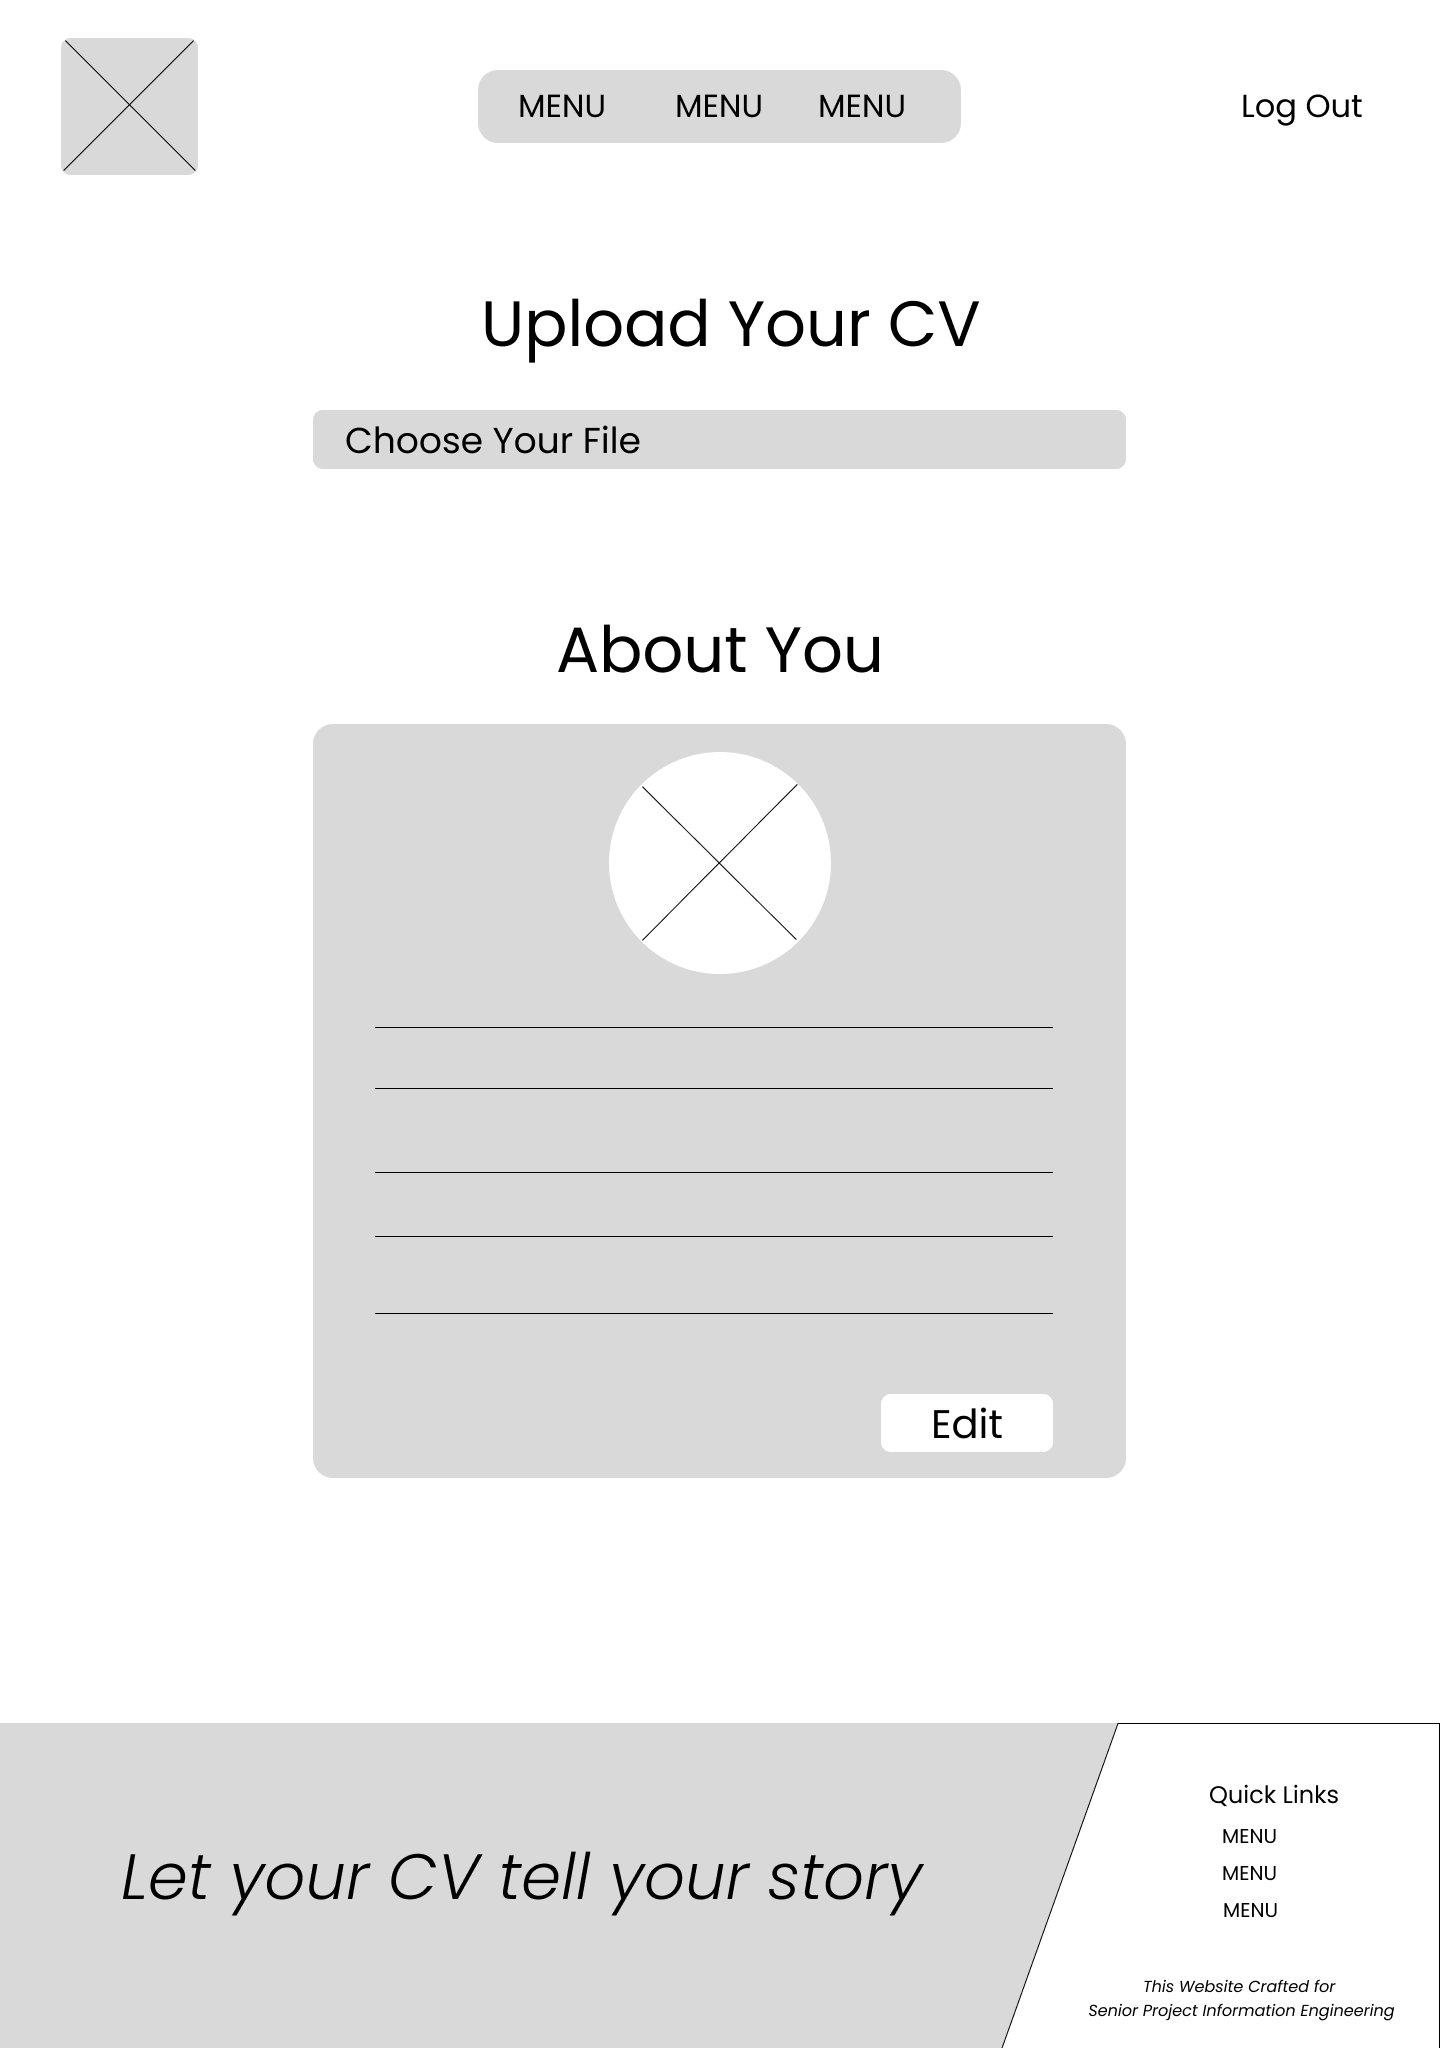 MENU MENU MENU
Log Out
Upload Your CV
Choose Your File
About You
Edit
Let your CV tell your story
Quick Links
MENU
MENU
MENU
This Website Crafted for
Senior Project Information Engineering